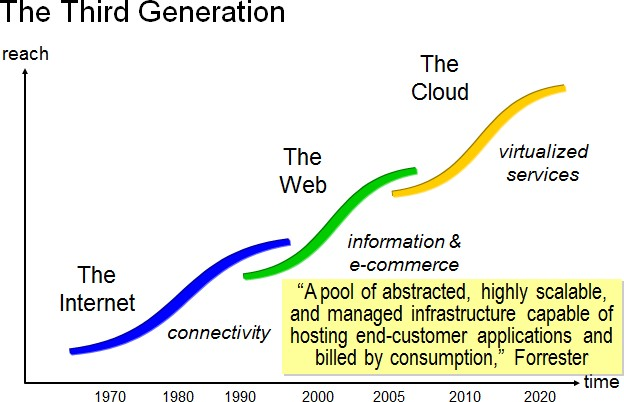 The Third Generation
reach
The
Cloud
virtualized
services
The
Web
information &
e-commerce
The
Internet
connectivity
“A pool of abstracted, highly scalable,
and managed infrastructure capable of
hosting end-customer applications and
billed by consumption,” Forrester
time
1970 1980 1990 2000 2005 2010 2020